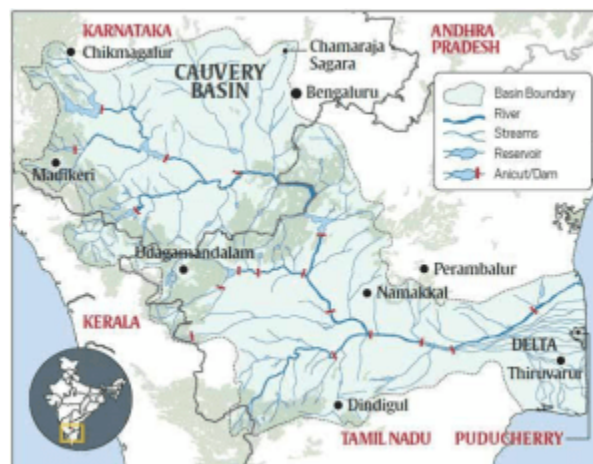 KARNATAKA
Chikmagalur
Chamaraja
Sagara
ANDHRA
PRADESH
CAUVERY
BASIN
Bengaluru
Basin Boundary
River
Streams
Reservoir
Anicut/Dam
Madikeri
Udagamandalam
Perambalur
Namakkal
KERALA
DELTA
Thiruvarur
Dindigul
TAMIL NADU
PUDUCHERRY